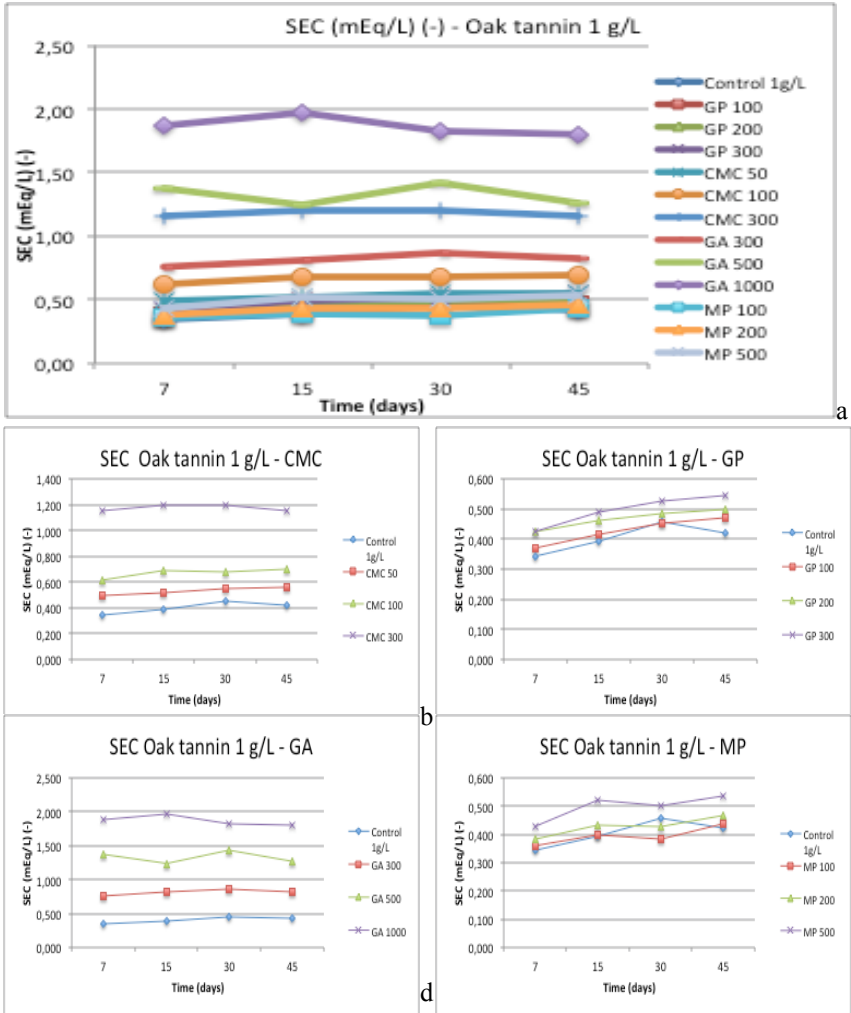 SEC (mEq/L) (-) - Oak tannin 1 g/L
2,50
2,00
1,50
1,00
0,50
0,00
SEC (mEq/L) (-)
7 15 30 45
Time (days)
Control 1g/L
GP 100
GP 200
GP 300
CMC 50
CMC 100
CMC 300
GA 300
GA 500
GA 1000
MP 100
MP 200
MP 500
a
SEC Oak tannin 1 g/L - CMC
1,400
1,200
1,000
0,800
0,600
0,400
0,200
0,000
SEC (mEq/L) (-)
7 15 30 45
Time (days)
Control
1g/L
CMC 50
CMC 100
CMC 300
b
SEC Oak tannin 1 g/L - GP
0,600
0,500
0,400
0,300
0,200
0,100
0,000
SEC (mEq/L) (-)
7 15 30 45
Time (days)
Control
1g/L
GP 100
GP 200
GP 300
SEC Oak tannin 1 g/L - GA
2,500
2,000
1,500
1,000
0,500
0,000
SEC (mEq/L) (-)
7 15 30 45
Time (days)
Control
1g/L
GA 300
GA 500
GA 1000
d
SEC Oak tannin 1 g/L - MP
0,600
0,500
0,400
0,300
0,200
0,100
0,000
SEC (mEq/L) (-)
7 15 30 45
Time (days)
Control
1g/L
MP 100
MP 200
MP 500